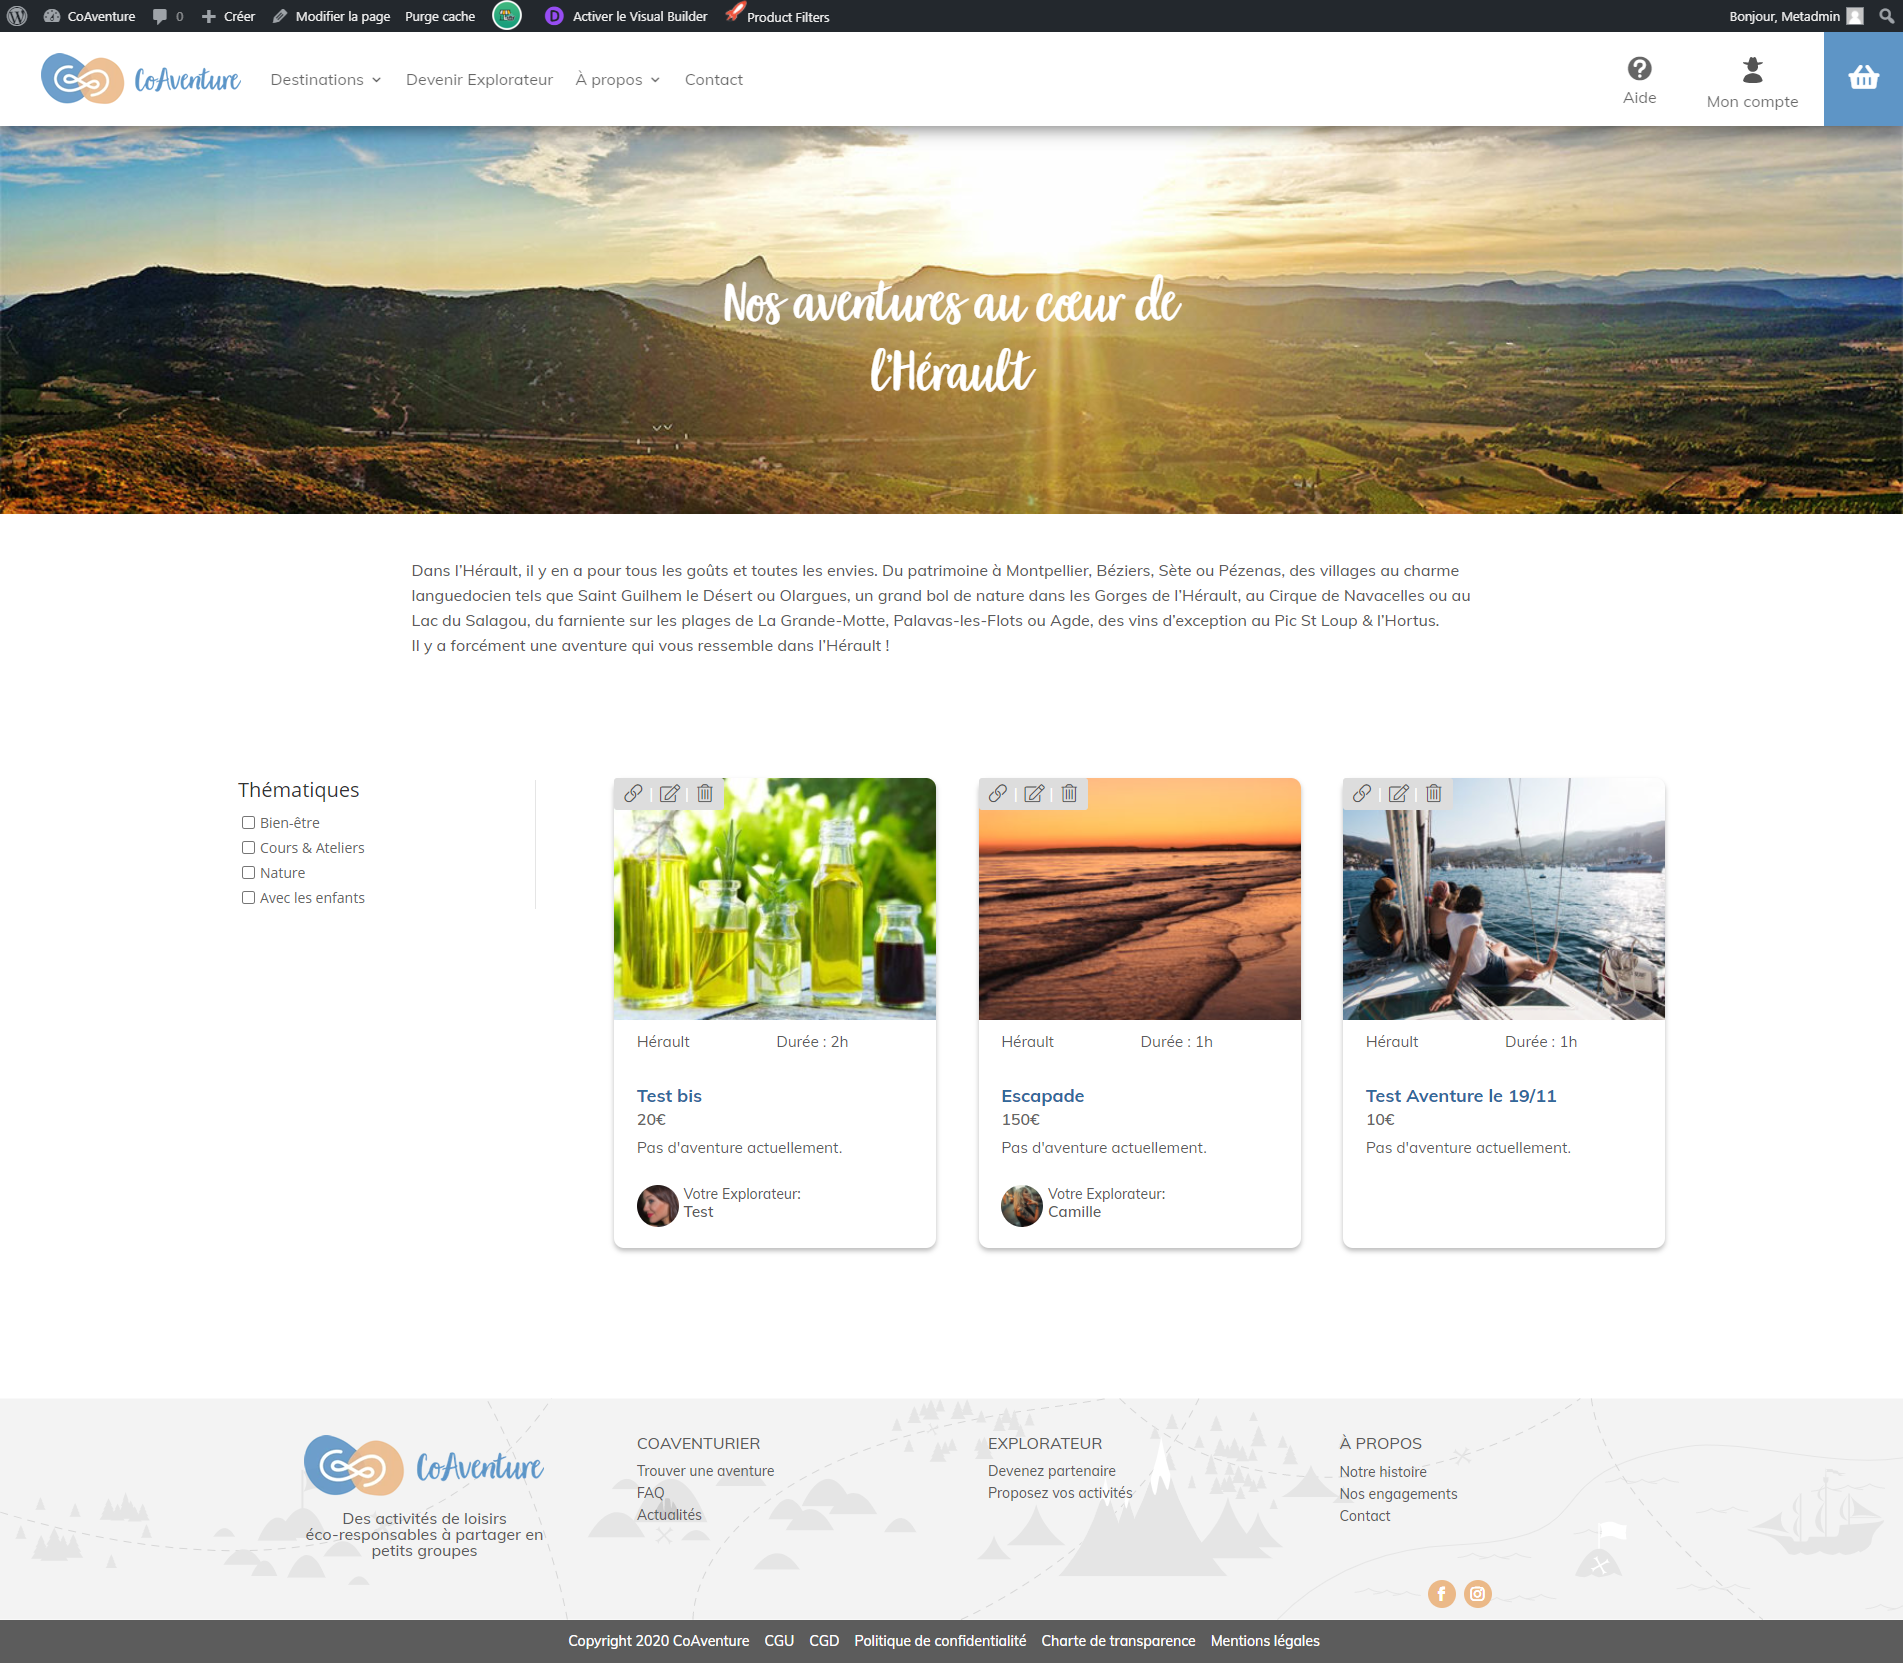 CoAventure 0 Créer Modifier la page Purge cache D Activer le Visual Builder Product Filters Bonjour, Metadmin
CoAventure Destinations Devenir Explorateur À propos Contact
Aide
Mon compte
Nos aventures au cœur de
l'Hérault
Dans l'Hérault, il y en a pour tous les goûts et toutes les envies. Du patrimoine à Montpellier, Béziers, Sète ou Pézenas, des villages au charme
languedocien tels que Saint Guilhem le Désert ou Olargues, un grand bol de nature dans les Gorges de l'Hérault, au Cirque de Navacelles ou au
Lac du Salagou, du farniente sur les plages de La Grande-Motte, Palavas-les-Flots ou Agde, des vins d'exception au Pic St Loup & l'Hortus.
Il y a forcément une aventure qui vous ressemble dans l'Hérault !
Thématiques
Bien-être
Cours & Ateliers
Nature
Avec les enfants
Hérault Durée : 2h
Test bis
20€
Pas d'aventure actuellement.
Votre Explorateur:
Test
Hérault Durée : 1h
Escapade
150€
Pas d'aventure actuellement.
Votre Explorateur:
Camille
Hérault Durée : 1h
Test Aventure le 19/11
10€
Pas d'aventure actuellement.
CoAventure
Des activités de loisirs
éco-responsables à partager en
petits groupes
COAVENTURIER
Trouver une aventure
FAQ
Actualités
EXPLORATEUR
Devenez partenaire
Proposez vos activités
À PROPOS
Notre histoire
Nos engagements
Contact
Copyright 2020 CoAventure CGU CGD Politique de confidentialité Charte de transparence Mentions légales